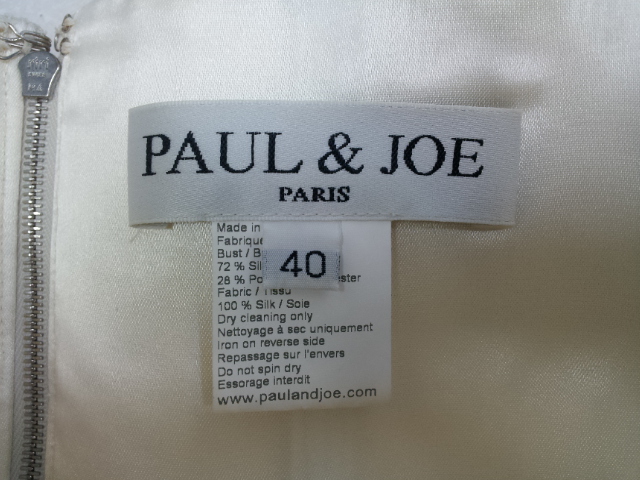 PAUL & JOE
PARIS
40
Made in
Fabriqué
Bust / B
72 % Sil
28 % Po ester
Fabric / Tissu
100 % Silk / Soie
Dry cleaning only
Nettoyage à sec uniquement
Iron on reverse side
Repassage sur l'envers
Do not spin dry
Essorage interdit
www.paulandjoe.com